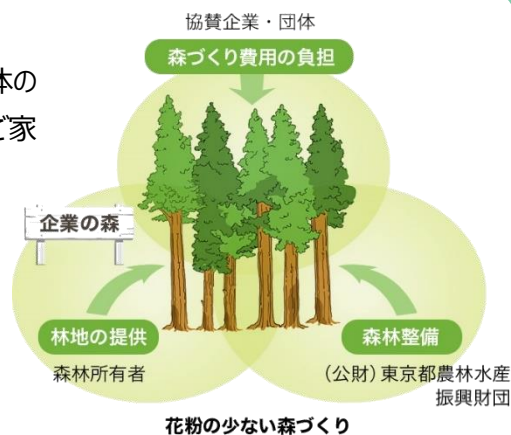 協賛企業・団体
森づくり費用の負担
体の
ご家
企業の森
林地の提供
森林所有者
森林整備
(公財)東京都農林水産
振興財団
花粉の少ない森づくり